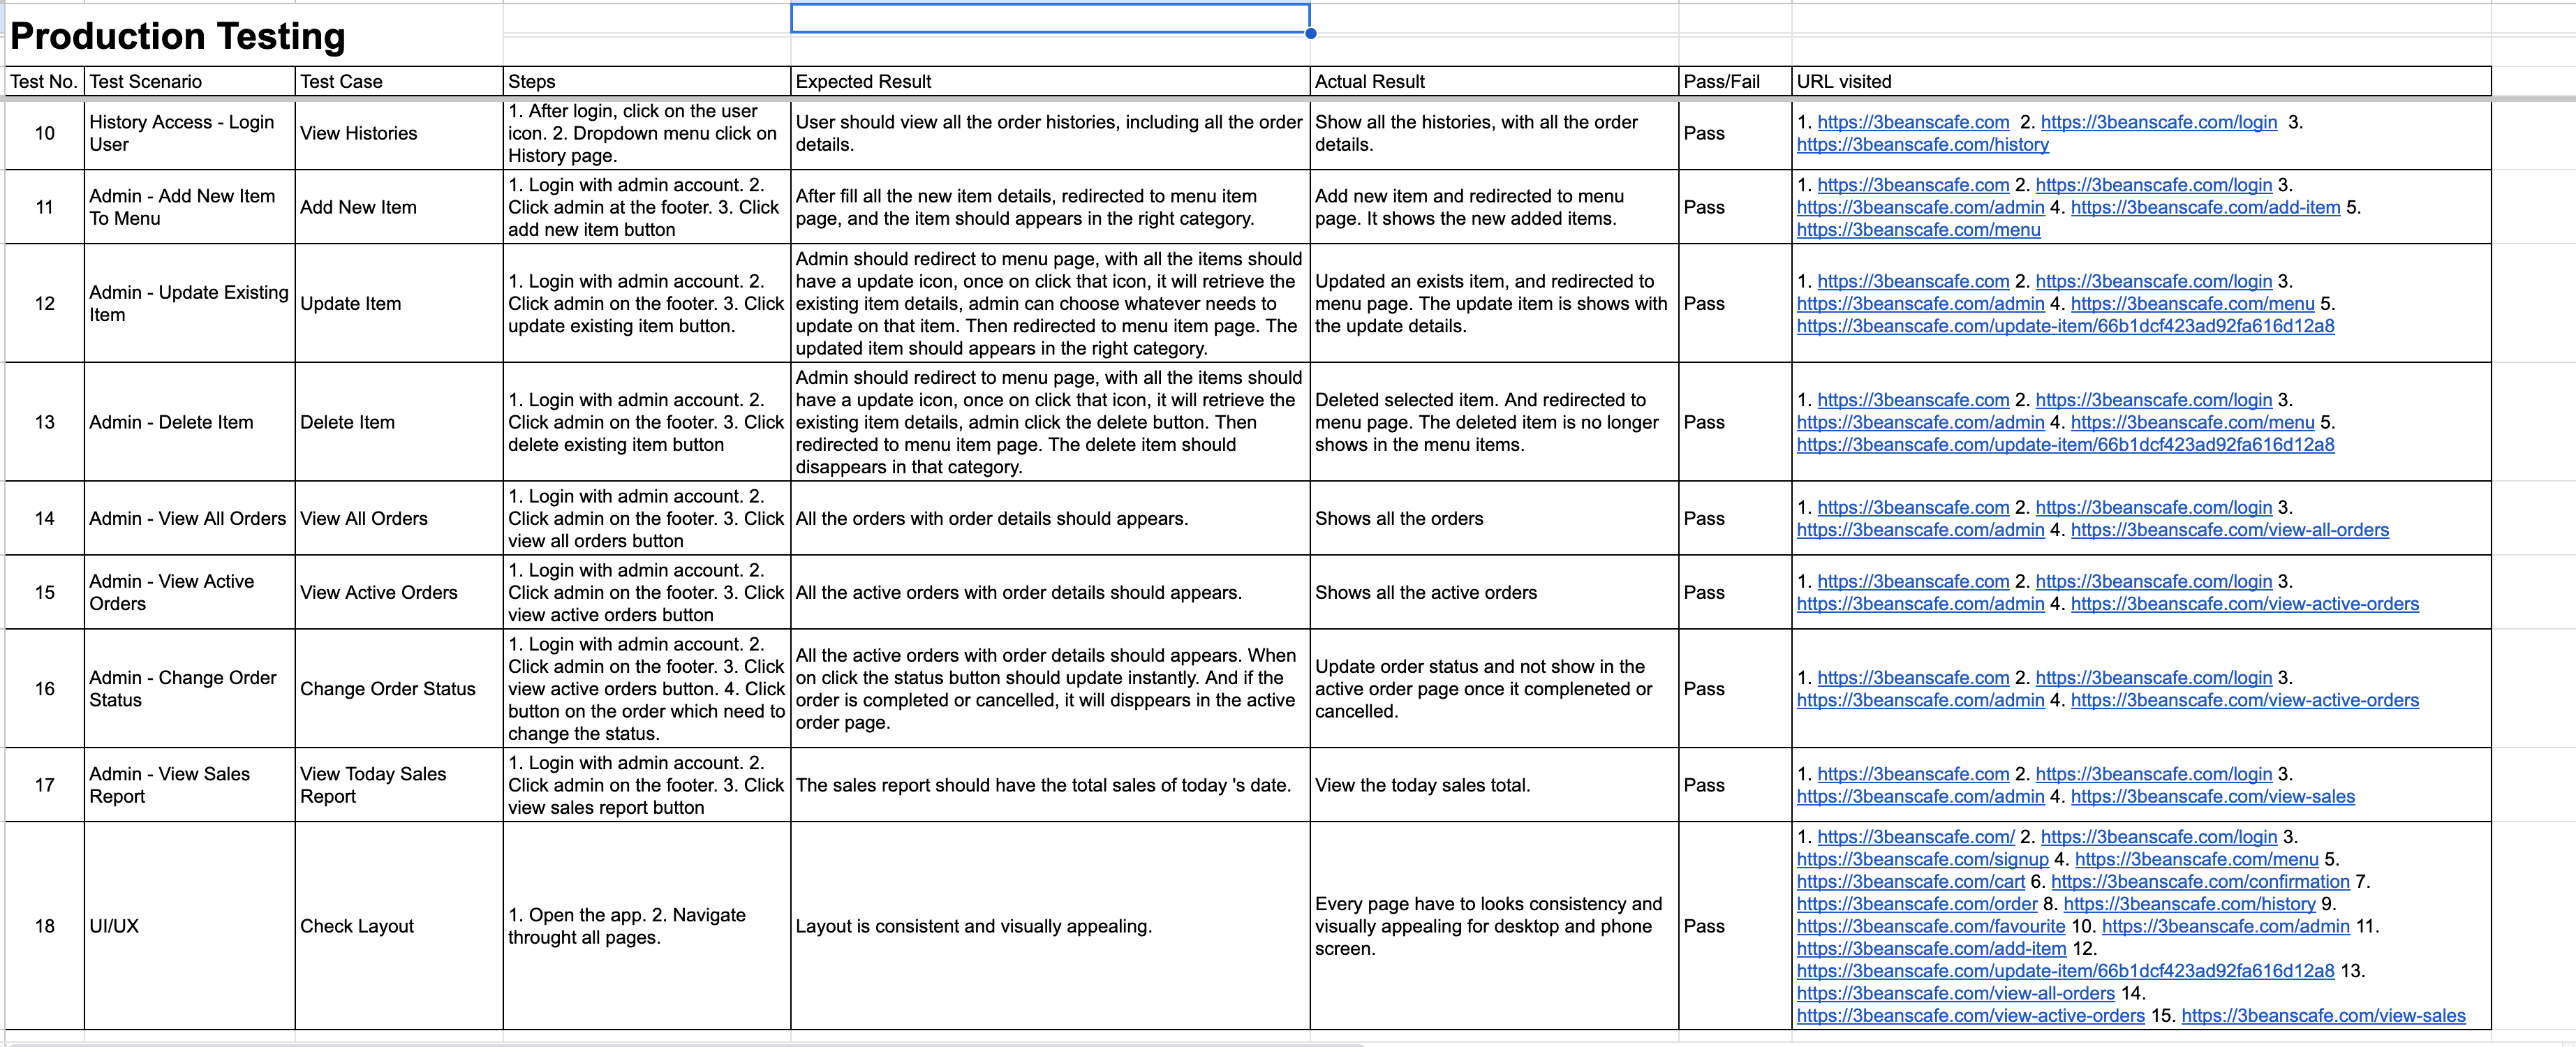 Production Testing
Test No. Test Scenario Test Case Steps Expected Result Actual Result Pass/Fail URL visited
10
History Access - Login
User
View Histories
1. After login, click on the user
icon. 2. Dropdown menu click on
History page.
User should view all the order histories, including all the order
details.
Show all the histories, with all the order
details.
Pass
1. https://3beanscafe.com 2. https://3beanscafe.com/login 3.
https://3beanscafe.com/history
11
Admin - Add New Item
To Menu
Add New Item
1. Login with admin account. 2.
Click admin at the footer. 3. Click
add new item button
After fill all the new item details, redirected to menu item
page, and the item should appears in the right category.
Add new item and redirected to menu
page. It shows the new added items.
Pass
1. https://3beanscafe.com 2. https://3beanscafe.com/login 3.
https://3beanscafe.com/admin 4. https://3beanscafe.com/add-item 5.
https://3beanscafe.com/menu
12
Admin - Update Existing
Item
Update Item
1. Login with admin account. 2.
Click admin on the footer. 3. Click
update existing item button.
Admin should redirect to menu page, with all the items should
have a update icon, once on click that icon, it will retrieve the
existing item details, admin can choose whatever needs to
update on that item. Then redirected to menu item page. The
updated item should appears in the right category.
Updated an exists item, and redirected to
menu page. The update item is shows with
the update details.
Pass
1. https://3beanscafe.com 2. https://3beanscafe.com/login 3.
https://3beanscafe.com/admin 4. https://3beanscafe.com/menu 5.
https://3beanscafe.com/update-item/66b1dcf423ad92fa616d12a8
13
Admin - Delete Item
Delete Item
1. Login with admin account. 2.
Click admin on the footer. 3. Click
delete existing item button
Admin should redirect to menu page, with all the items should
have a update icon, once on click that icon, it will retrieve the
existing item details, admin click the delete button. Then
redirected to menu item page. The delete item should
disappears in that category.
Deleted selected item. And redirected to
menu page. The deleted item is no longer
shows in the menu items.
Pass
1. https://3beanscafe.com 2. https://3beanscafe.com/login 3.
https://3beanscafe.com/admin 4. https://3beanscafe.com/menu 5.
https://3beanscafe.com/update-item/66b1dcf423ad92fa616d12a8
14
Admin - View All Orders
View All Orders
1. Login with admin account. 2.
Click admin on the footer. 3. Click
view all orders button
All the orders with order details should appears.
Shows all the orders
Pass
1. https://3beanscafe.com 2. https://3beanscafe.com/login 3.
https://3beanscafe.com/admin 4. https://3beanscafe.com/view-all-orders
15
Admin - View Active
Orders
View Active Orders
1. Login with admin account. 2.
Click admin on the footer. 3. Click
view active orders button
All the active orders with order details should appears.
Shows all the active orders
Pass
1. https://3beanscafe.com 2. https://3beanscafe.com/login 3.
https://3beanscafe.com/admin 4. https://3beanscafe.com/view-active-orders
16
Admin - Change Order
Status
Change Order Status
1. Login with admin account. 2.
Click admin on the footer. 3. Click
view active orders button. 4. Click
button on the order which need to
change the status.
All the active orders with order details should appears. When
on click the status button should update instantly. And if the
order is completed or cancelled, it will disppears in the active
order page.
Update order status and not show in the
active order page once it compleneted or
cancelled.
Pass
1. https://3beanscafe.com 2. https://3beanscafe.com/login 3.
https://3beanscafe.com/admin 4. https://3beanscafe.com/view-active-orders
17
Admin - View Sales
Report
View Today Sales
Report
1. Login with admin account. 2.
Click admin on the footer. 3. Click
view sales report button
The sales report should have the total sales of today 's date.
View the today sales total.
Pass
1. https://3beanscafe.com 2. https://3beanscafe.com/login 3.
https://3beanscafe.com/admin 4. https://3beanscafe.com/view-sales
18
UI/UX
Check Layout
1. Open the app. 2. Navigate
throught all pages.
Layout is consistent and visually appealing.
Every page have to looks consistency and
visually appealing for desktop and phone
screen.
Pass
1. https://3beanscafe.com/ 2. https://3beanscafe.com/login 3.
https://3beanscafe.com/signup 4. https://3beanscafe.com/menu 5.
https://3beanscafe.com/cart 6. https://3beanscafe.com/confirmation 7.
https://3beanscafe.com/order 8. https://3beanscafe.com/history 9.
https://3beanscafe.com/favourite 10. https://3beanscafe.com/admin 11.
https://3beanscafe.com/add-item 12.
https://3beanscafe.com/update-item/66b1dcf423ad92fa616d12a8 13.
https://3beanscafe.com/view-all-orders 14.
https://3beanscafe.com/view-active-orders 15. https://3beanscafe.com/view-sales